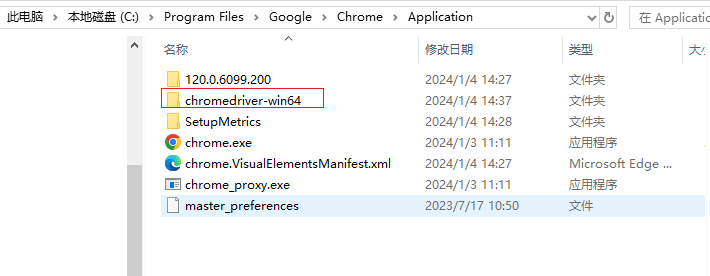 此电脑 > 本地磁盘 (C:) > Program Files > Google > Chrome > Application
在 Applicatio
名称 修改日期 类型 大小
120.0.6099.200 2024/1/4 14:27 文件夹
chromedriver-win64 2024/1/4 14:37 文件夹
SetupMetrics 2024/1/4 14:28 文件夹
chrome.exe 2024/1/3 11:11 应用程序
chrome.VisualElementsManifest.xml 2024/1/4 14:27 Microsoft Edge ...
chrome_proxy.exe 2024/1/3 11:11 应用程序
master_preferences 2023/7/17 10:50 文件